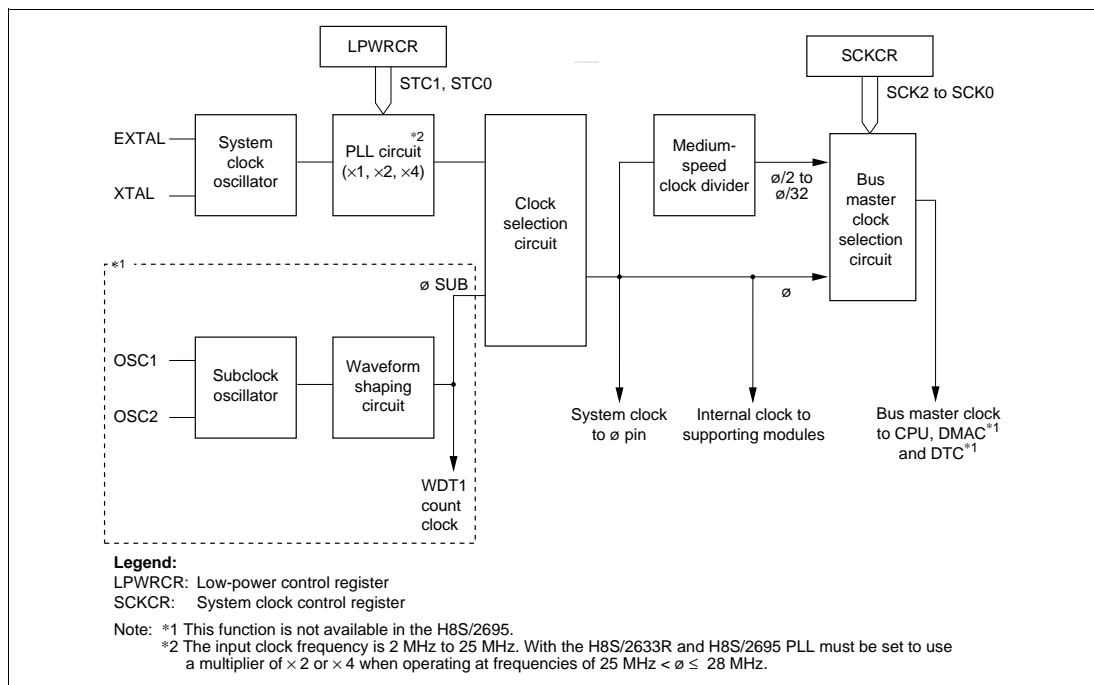 LPWRCR
SCKCR
STC1, STC0
SCK2 to SCK0
EXTAL
XTAL
System
clock
oscillator
*2
PLL circuit
(×1, ×2, ×4)
Clock
selection
circuit
Medium-
speed
clock divider
ø/2 to
ø/32
Bus
master
clock
selection
circuit
*1
ø SUB
ø
OSC1
OSC2
Subclock
oscillator
Waveform
shaping
circuit
WDT1
count
clock
System clock
to ø pin
Internal clock to
supporting modules
Bus master clock
to CPU, DMAC*1
and DTC*1
Legend:
LPWRCR: Low-power control register
SCKCR: System clock control register
Note: *1 This function is not available in the H8S/2695.
*2 The input clock frequency is 2 MHz to 25 MHz. With the H8S/2633R and H8S/2695 PLL must be set to use
a multiplier of × 2 or × 4 when operating at frequencies of 25 MHz < ø ≤ 28 MHz.